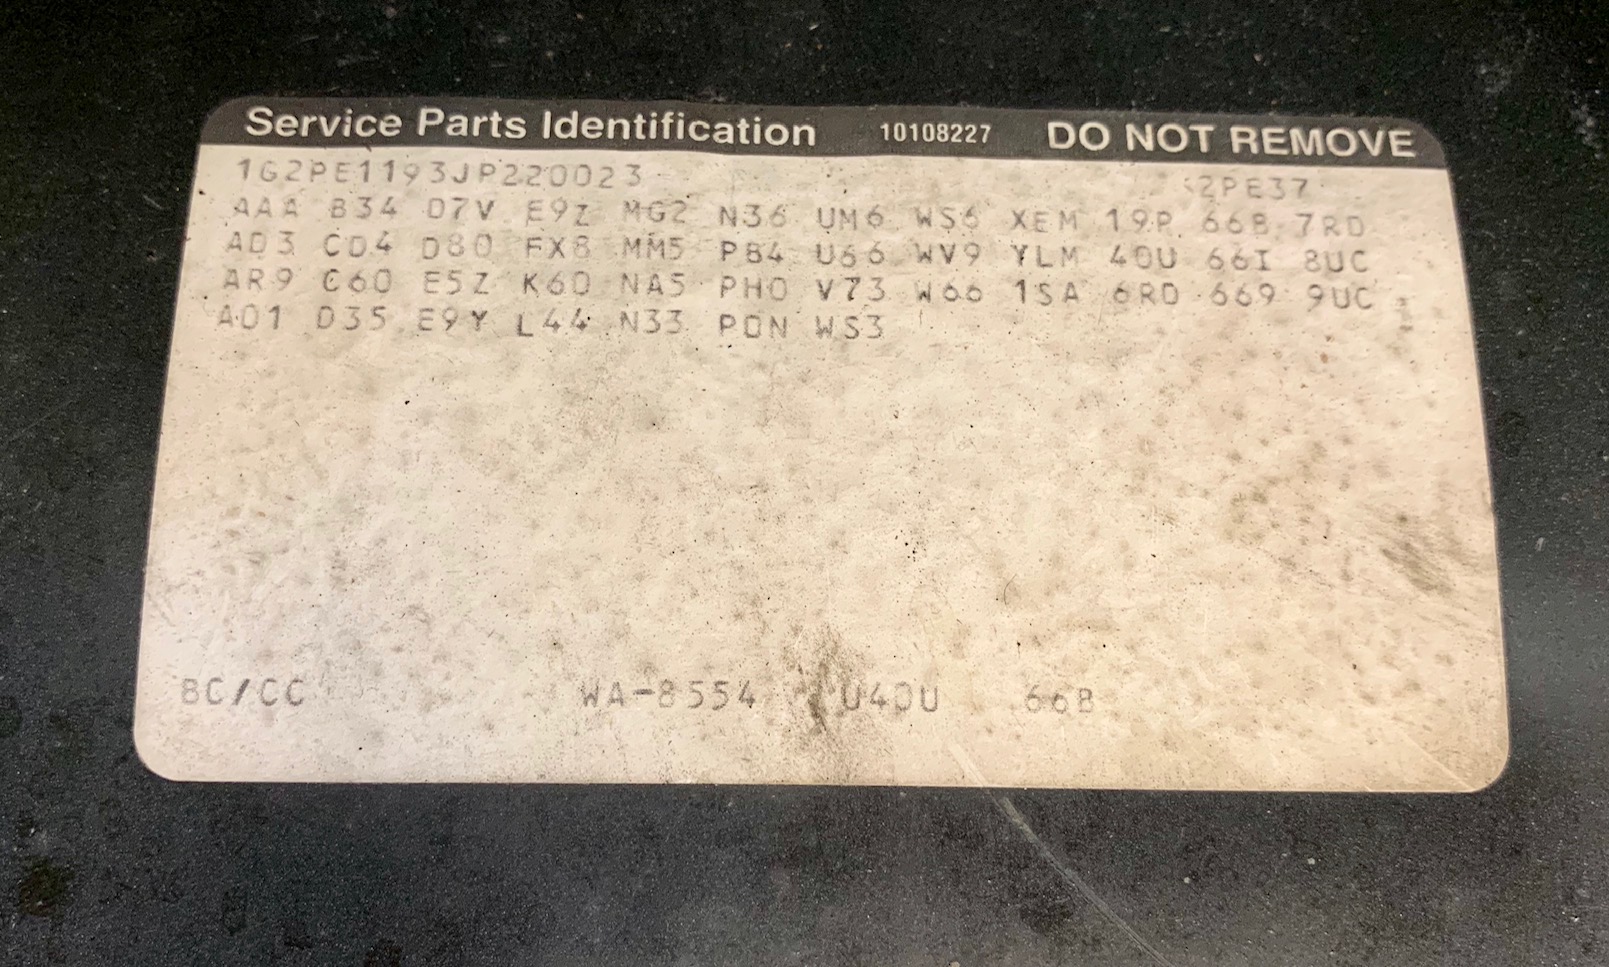 Service Parts Identification 10108227 DO NOT REMOVE
1G2PE1193JP220023 2PE37
AAA B34 D7V E9Z MG2 N36 UM6 WS6 XEM 19P 66B 7RD
AD3 CD4 D80 FX8 MM5 PB4 U66 WV9 YLM 40U 66I 8UC
AR9 C60 E5Z K60 NA5 PH0 V73 W66 1SA 6RD 669 9UC
A01 D35 E9Y L44 N33 P0N WS3
BC/CC WA-8554 U40U 66B